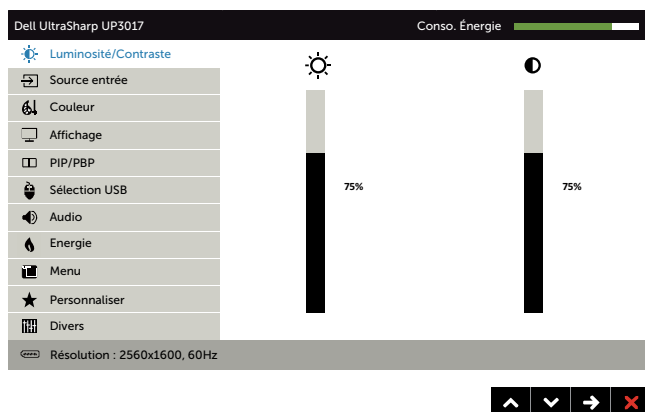 Dell UltraSharp UP3017 Conso. Énergie
Luminosité/Contraste
Source entrée
Couleur
Affichage
PIP/PBP
Sélection USB
Audio
Energie
Menu
Personnaliser
Divers
75% 75%
Résolution : 2560x1600, 60Hz